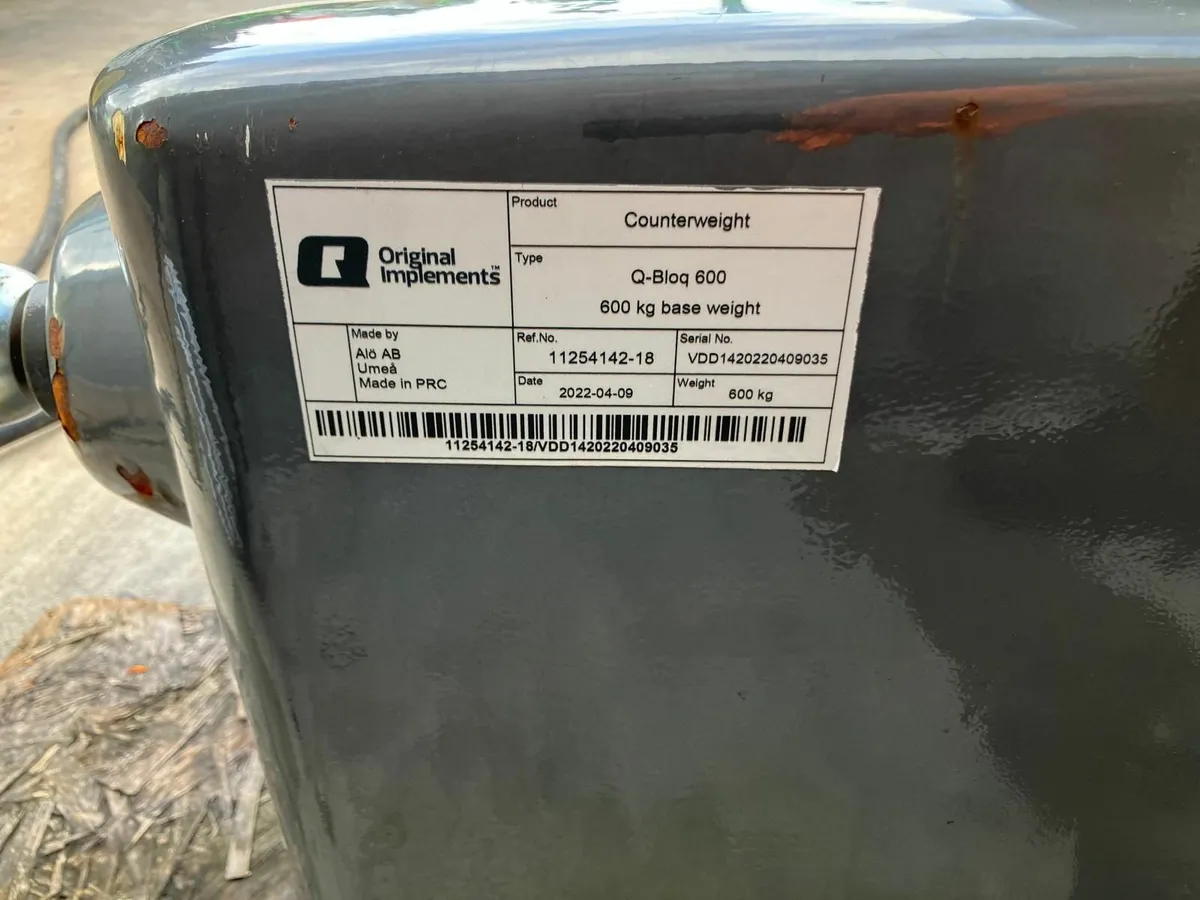 Original
Implements™
Product
Counterweight
Type
Q-Bloq 600
600 kg base weight
Made by
Alö AB
Umeå
Made in PRC
Ref.No.
11254142-18
Serial No.
VDD1420220409035
Date
2022-04-09
Weight
600 kg
11254142-18/VDD1420220409035